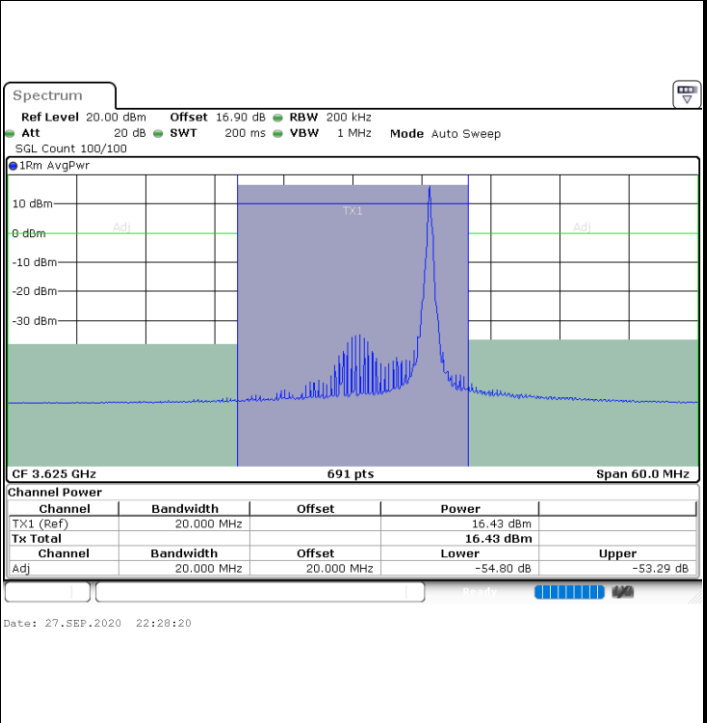 Spectrum
Ref Level 20.00 dBm Offset 16.90 dB RBW 200 kHz
Att 20 dB SWT 200 ms VBW 1 MHz Mode Auto Sweep
SGL Count 100/100
1Rm AvgPwr
10 dBm
TX1
Adj
Adj
0 dBm
-10 dBm
-20 dBm
-30 dBm
CF 3.625 GHz 691 pts Span 60.0 MHz
Channel Power
Channel Bandwidth Offset Power
TX1 (Ref) 20.000 MHz 16.43 dBm
Tx Total 16.43 dBm
Channel Bandwidth Offset Lower Upper
Adj 20.000 MHz 20.000 MHz -54.80 dB -53.29 dB
Ready
Date: 27.SEP.2020 22:28:20